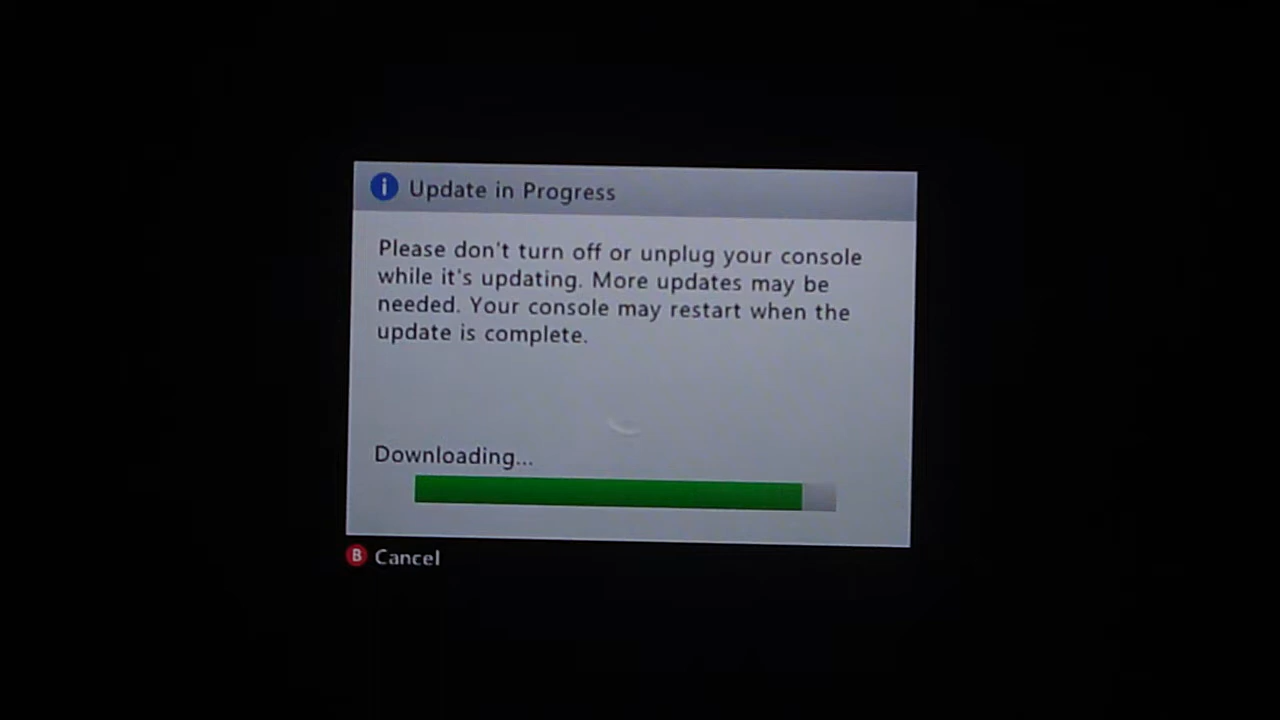 i Update in Progress
Please don't turn off or unplug your console
while it's updating. More updates may be
needed. Your console may restart when the
update is complete.
Downloading...
B Cancel